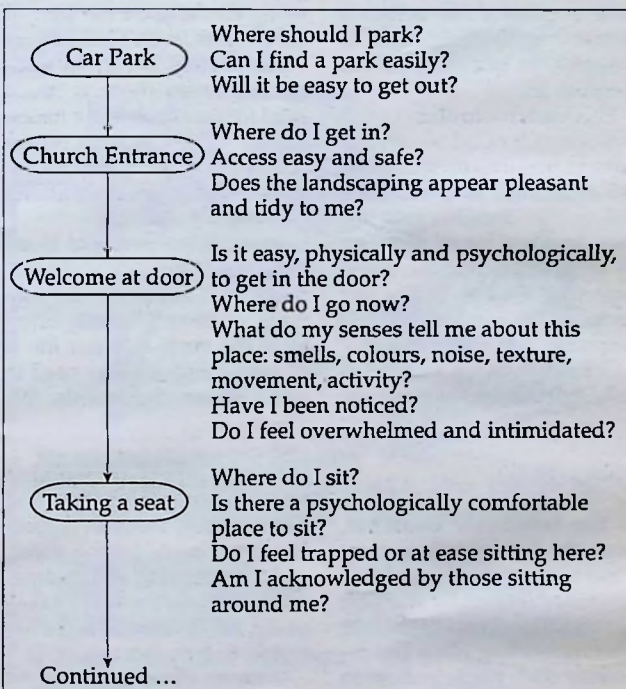 Car Park
Where should I park?
Can I find a park easily?
Will it be easy to get out?
Church Entrance
Where do I get in?
Access easy and safe?
Does the landscaping appear pleasant
and tidy to me?
Welcome at door
Is it easy, physically and psychologically,
to get in the door?
Where do I go now?
What do my senses tell me about this
place: smells, colours, noise, texture,
movement, activity?
Have I been noticed?
Do I feel overwhelmed and intimidated?
Taking a seat
Where do I sit?
Is there a psychologically comfortable
place to sit?
Do I feel trapped or at ease sitting here?
Am I acknowledged by those sitting
around me?
Continued ...